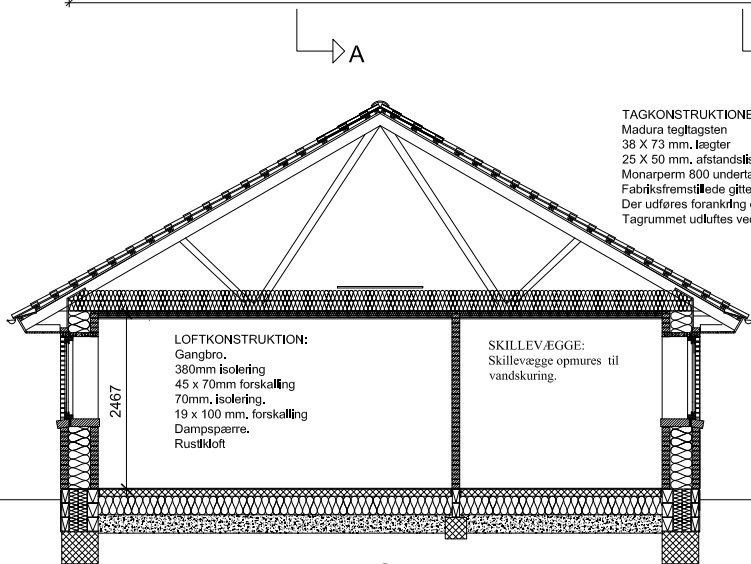 A
TAGKONSTRUKTIONE
Madura tegltagsten
38 X 73 mm. lægter
25 X 50 mm. afstandslis
Monarperm 800 underta
Fabriksfremstillede gitte
Der udføres forankring
Tagrummet udluftes ved
LOFTKONSTRUKTION:
Gangbro.
380mm isolering
45 x 70mm forskalling
70mm. isolering.
19 x 100 mm. forskalling
Dampspærre.
Rustikloft
SKILLEVÆGGE:
Skillevægge opmures til
vandskuring.
2467